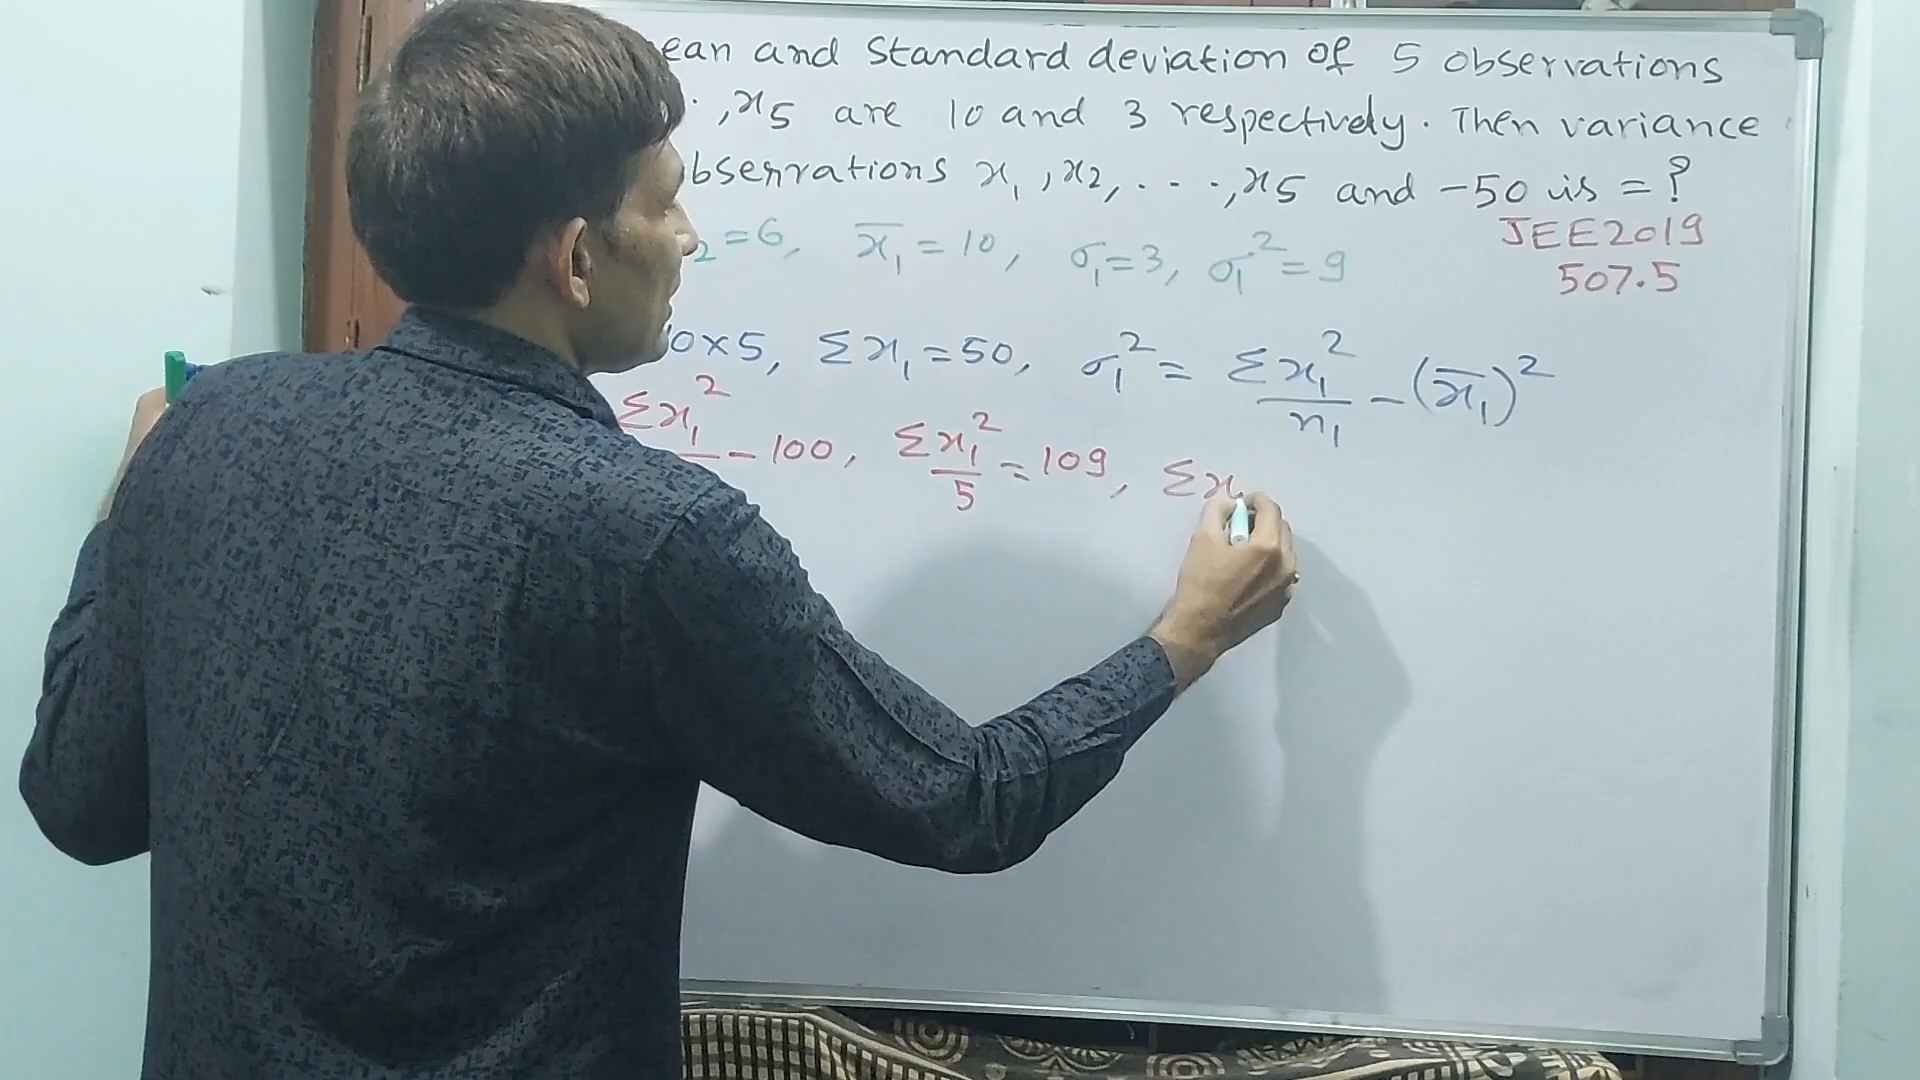 ean and Standard deviation of 5 observations
, x5 are 10 and 3 respectively. Then variance
bservations x₁, x₂, . . . , x5 and -50 is = ?
₂ = 6, x̅₁ = 10, σ₁ = 3, σ₁² = 9
JEE2019
507.5
0×5, Σx₁ = 50, σ₁² = Σx₁²/n₁ - (x̅₁)²
Σx₁² - 100, Σx₁²/5 = 109, Σx